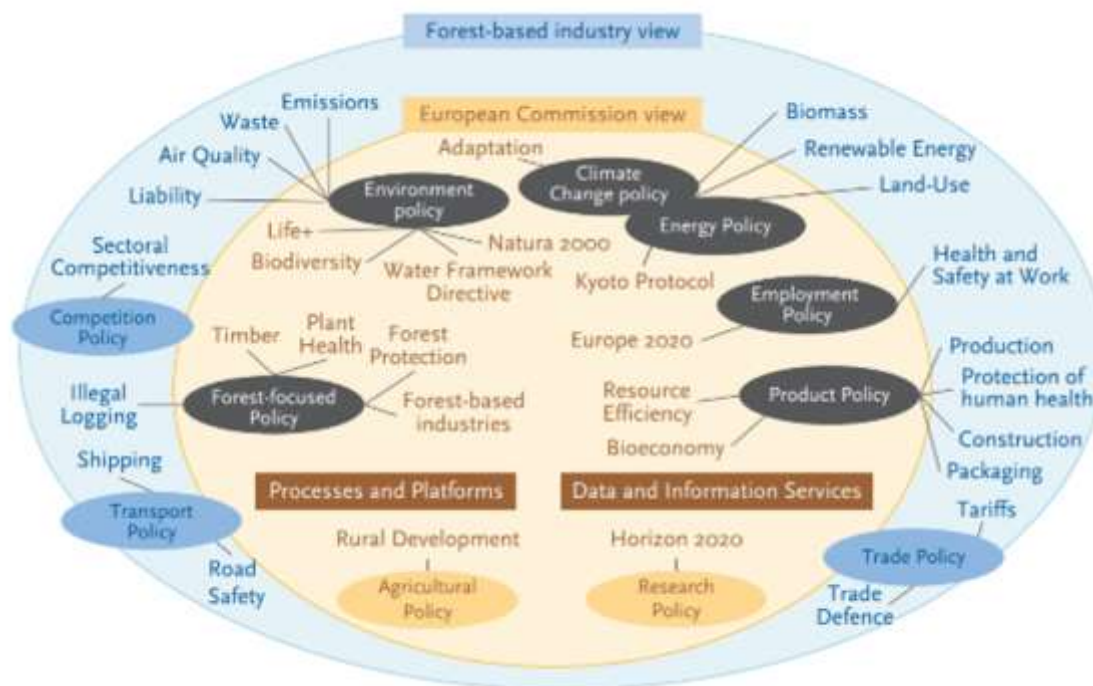 Forest-based industry view
European Commission view
Emissions
Waste
Air Quality
Liability
Adaptation
Biomass
Renewable Energy
Land-Use
Environment
policy
Climate
Change policy
Energy Policy
Life+
Biodiversity
Natura 2000
Water Framework
Directive
Kyoto Protocol
Sectoral
Competitiveness
Competition
Policy
Health and
Safety at Work
Employment
Policy
Europe 2020
Timber
Plant
Health
Forest
Protection
Illegal
Logging
Forest-focused
Policy
Forest-based
industries
Resource
Efficiency
Bioeconomy
Product Policy
Production
Protection of
human health
Construction
Packaging
Shipping
Transport
Policy
Road
Safety
Processes and Platforms
Data and Information Services
Rural Development
Agricultural
Policy
Horizon 2020
Research
Policy
Tariffs
Trade Policy
Trade
Defence